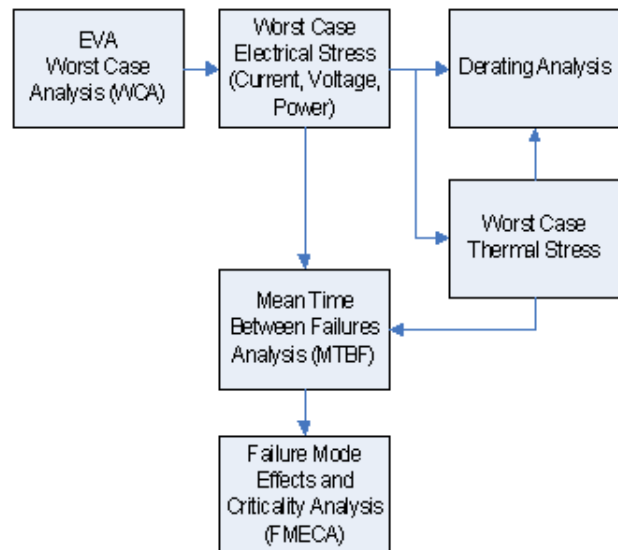 EVA
Worst Case
Analysis (WCA)
Worst Case
Electrical Stress
(Current, Voltage,
Power)
Derating Analysis
Worst Case
Thermal Stress
Mean Time
Between Failures
Analysis (MTBF)
Failure Mode
Effects and
Criticality Analysis
(FMECA)